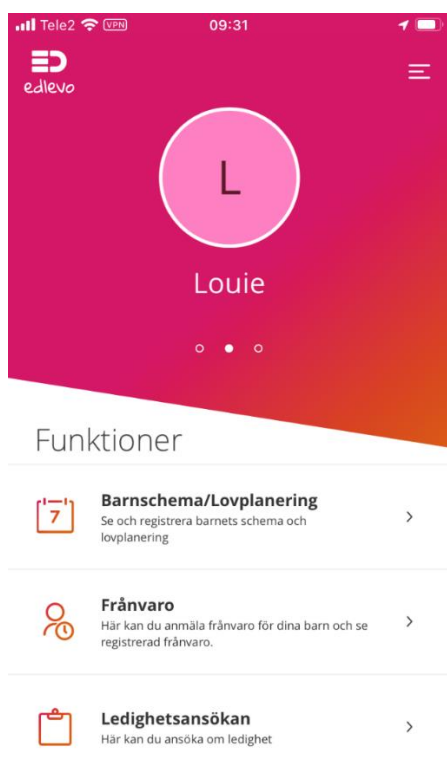 Tele2 VPN 09:31
ED
edlevo
L
Louie
Funktioner
7
Barnschema/Lovplanering
Se och registrera barnets schema och
lovplanering
Frånvaro
Här kan du anmäla frånvaro för dina barn och se
registrerad frånvaro.
Ledighetsansökan
Här kan du ansöka om ledighet